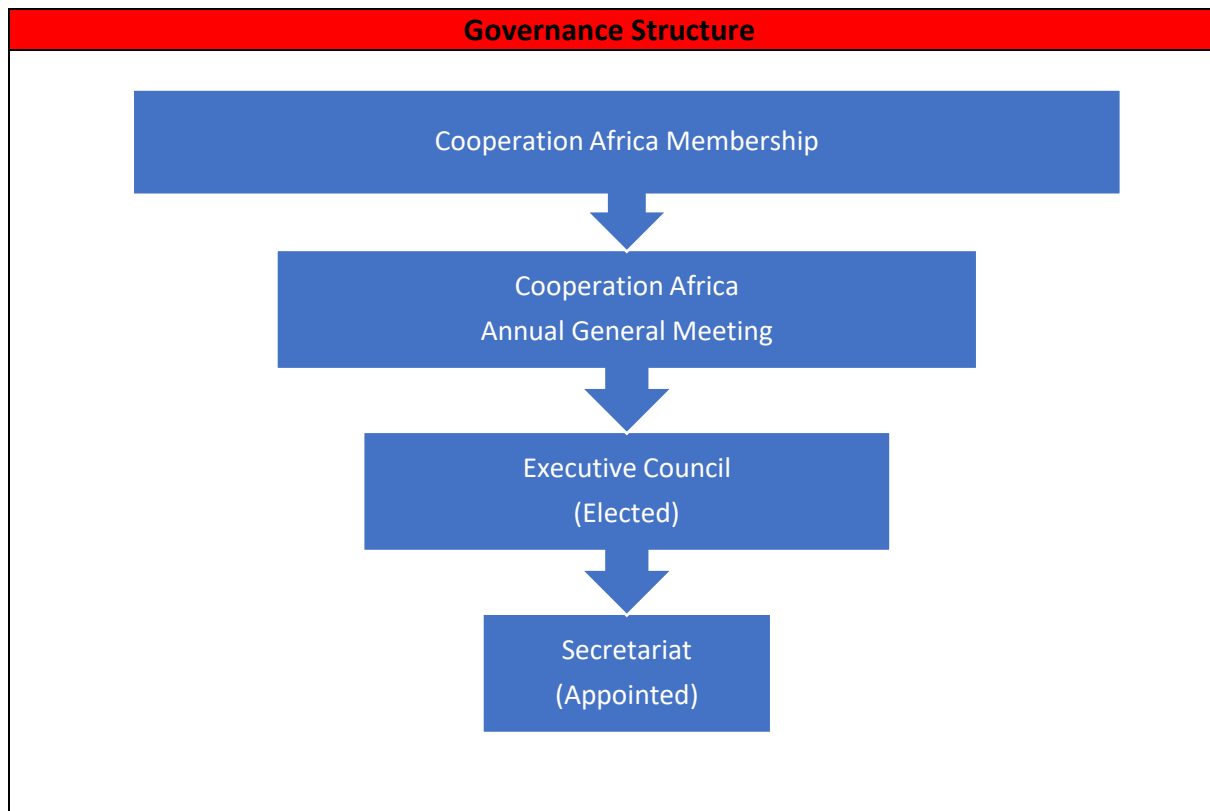 Governance Structure
Cooperation Africa Membership
Cooperation Africa
Annual General Meeting
Executive Council
(Elected)
Secretariat
(Appointed)